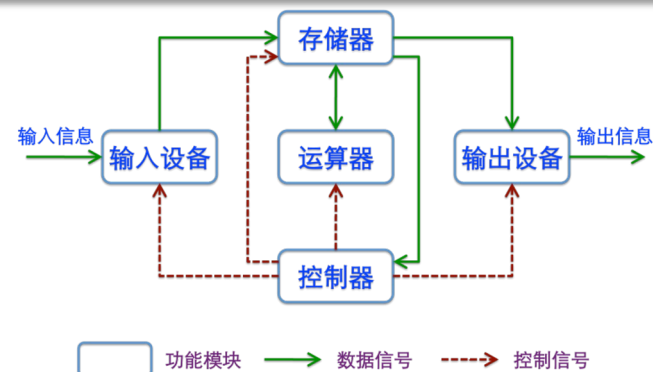 存储器
输入信息
输入设备
运算器
输出设备
输出信息
控制器
功能模块
数据信号
控制信号